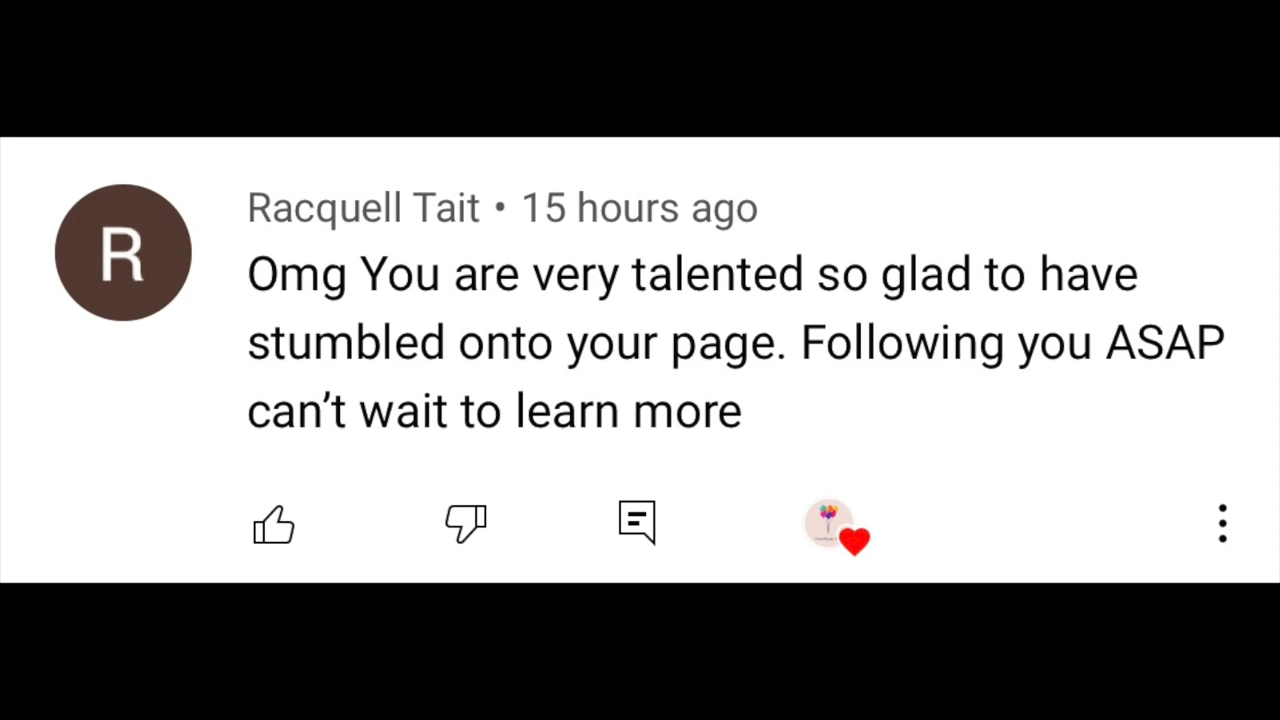 R
Racquell Tait • 15 hours ago
Omg You are very talented so glad to have
stumbled onto your page. Following you ASAP
can’t wait to learn more